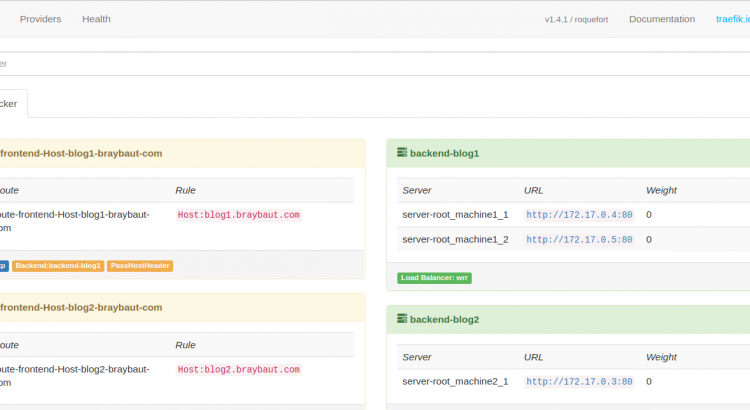 Providers Health v1.4.1 / roquefort Documentation traefik.io
er
cker
frontend-Host-blog1-braybaut-com
oute Rule
oute-frontend-Host-blog1-braybaut- Host:blog1.braybaut.com
om
tp Backend:backend-blog1 PassHostHeader
frontend-Host-blog2-braybaut-com
oute Rule
oute-frontend-Host-blog2-braybaut- Host:blog2.braybaut.com
om
backend-blog1
Server URL Weight
server-root_machine1_1 http://172.17.0.4:80 0
server-root_machine1_2 http://172.17.0.5:80 0
Load Balancer: wrr
backend-blog2
Server URL Weight
server-root_machine2_1 http://172.17.0.3:80 0